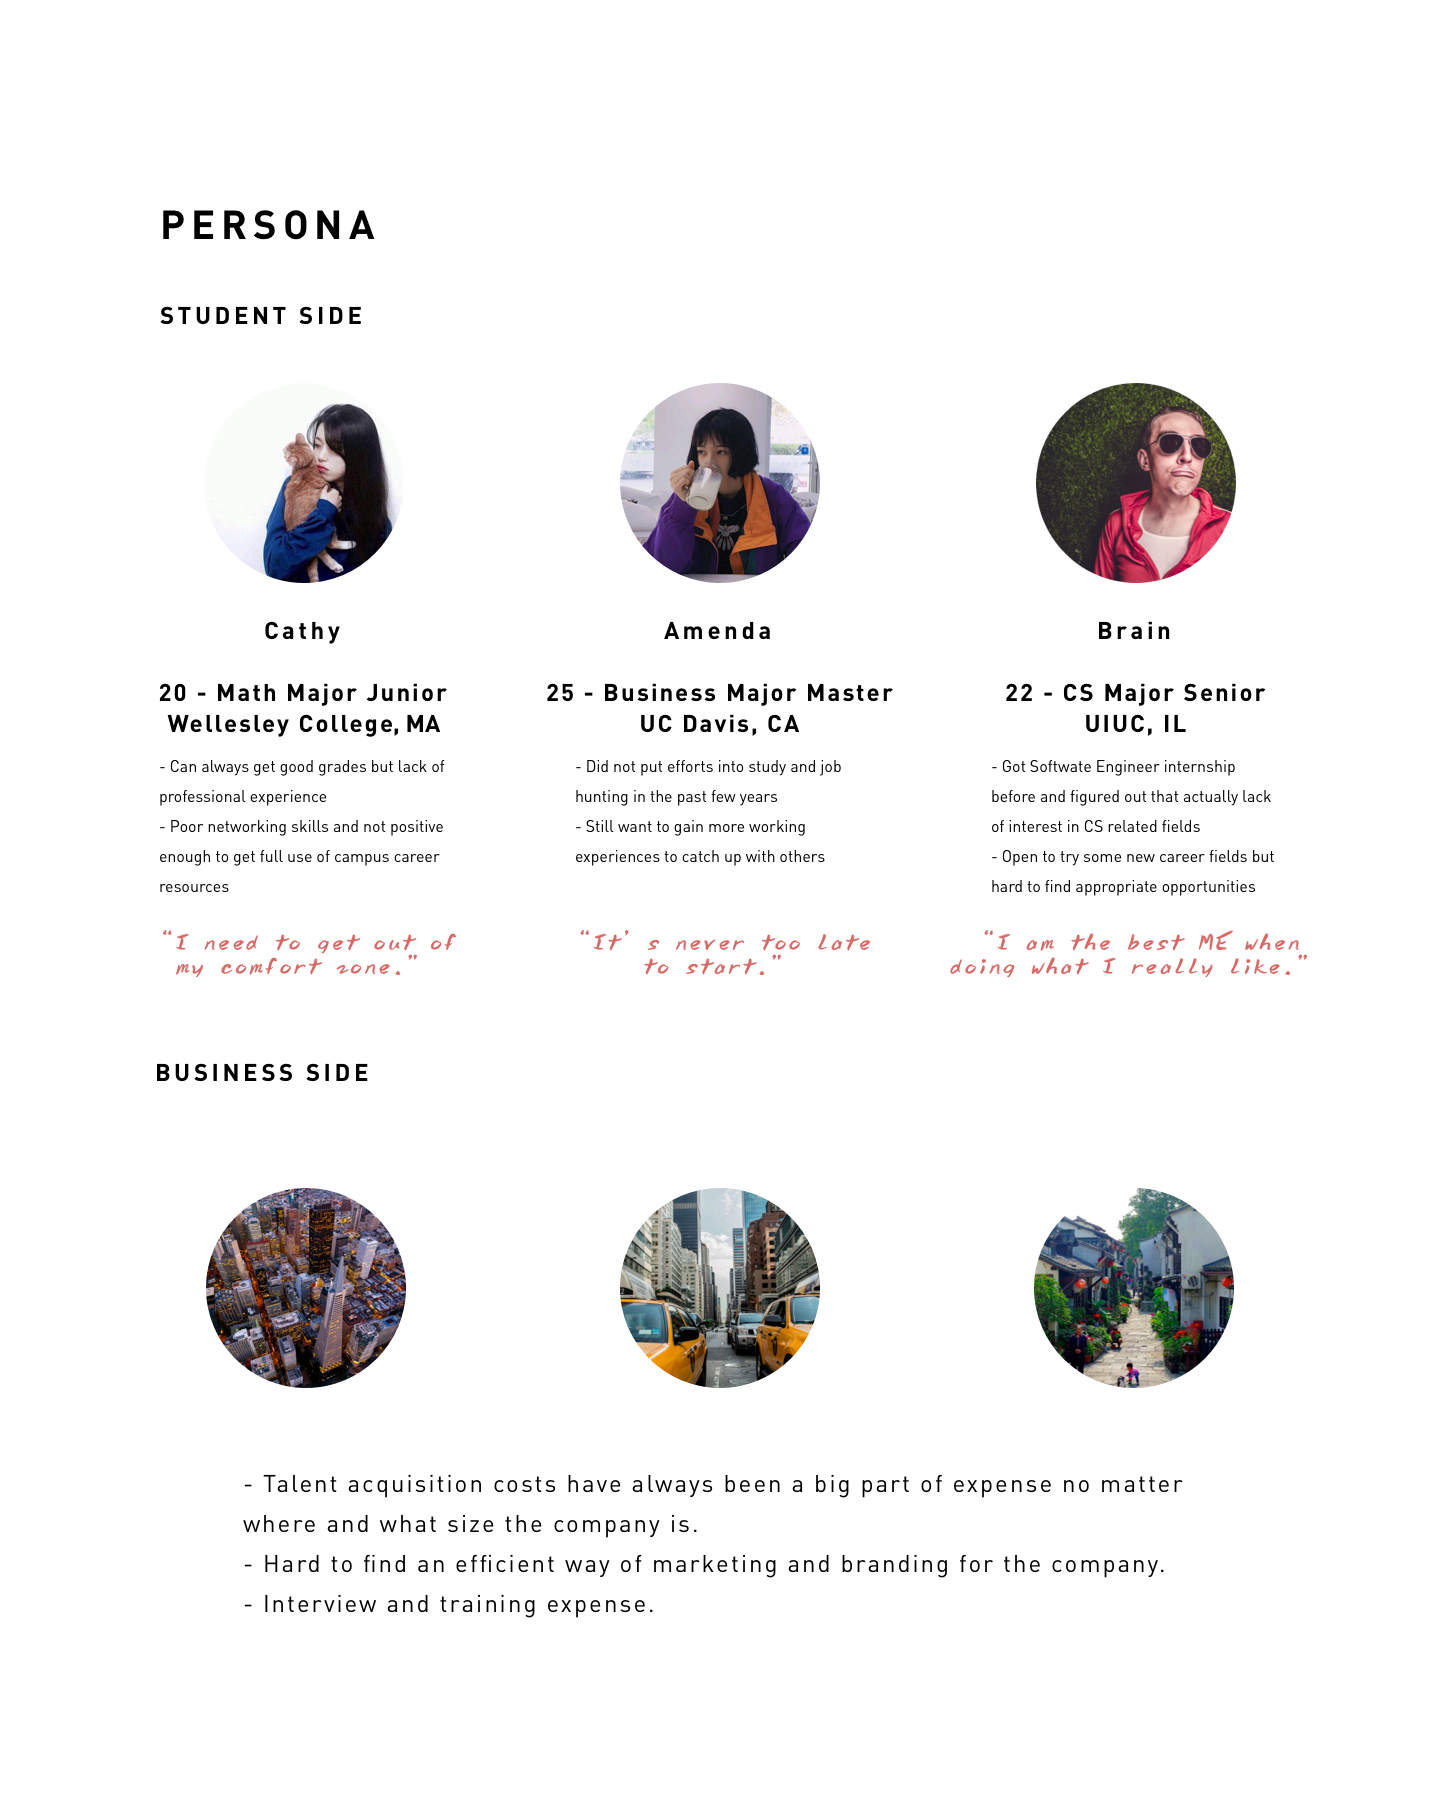 PERSONA
STUDENT SIDE
Cathy
20 - Math Major Junior
Wellesley College, MA
- Can always get good grades but lack of
professional experience
- Poor networking skills and not positive
enough to get full use of campus career
resources
“I need to get out of
my comfort zone.”
Amenda
25 - Business Major Master
UC Davis, CA
- Did not put efforts into study and job
hunting in the past few years
- Still want to gain more working
experiences to catch up with others
“It’ s never too late
to start.”
Brain
22 - CS Major Senior
UIUC, IL
- Got Softwate Engineer internship
before and figured out that actually lack
of interest in CS related fields
- Open to try some new career fields but
hard to find appropriate opportunities
“I am the best ME when
doing what I really like.”
BUSINESS SIDE
- Talent acquisition costs have always been a big part of expense no matter
where and what size the company is.
- Hard to find an efficient way of marketing and branding for the company.
- Interview and training expense.